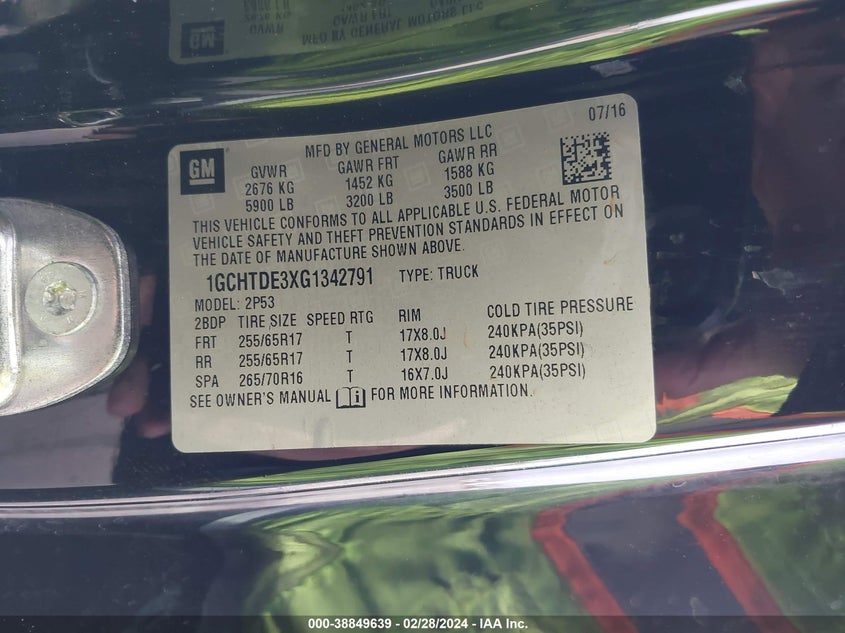 07/16
MFD BY GENERAL MOTORS LLC
GM
GVWR GAWR FRT GAWR RR
2676 KG 1452 KG 1588 KG
5900 LB 3200 LB 3500 LB
THIS VEHICLE CONFORMS TO ALL APPLICABLE U.S. FEDERAL MOTOR
VEHICLE SAFETY AND THEFT PREVENTION STANDARDS IN EFFECT ON
THE DATE OF MANUFACTURE SHOWN ABOVE.
1GCHTDE3XG1342791 TYPE: TRUCK
MODEL: 2P53
2BDP TIRE SIZE SPEED RTG RIM COLD TIRE PRESSURE
FRT 255/65R17 T 17X8.0J 240KPA(35PSI)
RR 255/65R17 T 17X8.0J 240KPA(35PSI)
SPA 265/70R16 T 16X7.0J 240KPA(35PSI)
SEE OWNER'S MANUAL FOR MORE INFORMATION.
000-38849639 - 02/28/2024 - IAA Inc.